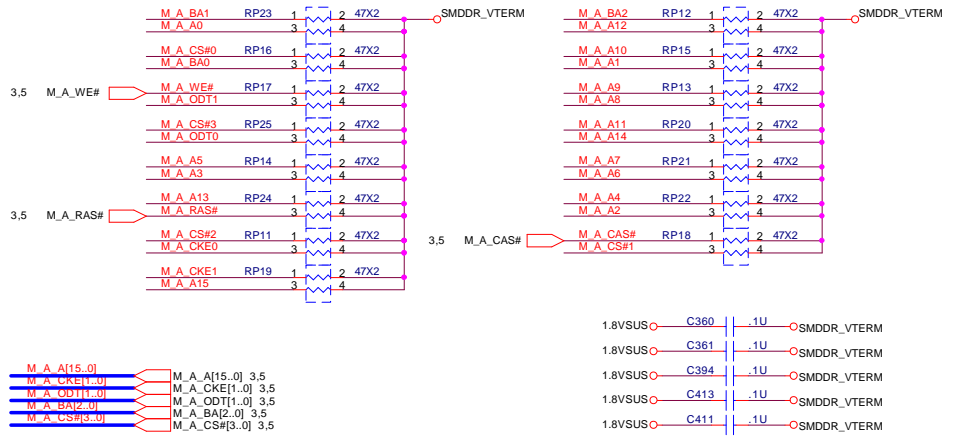 M_A_BA1 RP23 1 2 47X2 SMDDR_VTERM
M_A_A0 3 4
M_A_CS#0 RP16 1 2 47X2
M_A_BA0 3 4
3,5 M_A_WE# M_A_WE# RP17 1 2 47X2
M_A_ODT1 3 4
M_A_CS#3 RP25 1 2 47X2
M_A_ODT0 3 4
M_A_A5 RP14 1 2 47X2
M_A_A3 3 4
M_A_A13 RP24 1 2 47X2
3,5 M_A_RAS# M_A_RAS# 3 4
M_A_CS#2 RP11 1 2 47X2
M_A_CKE0 3 4
M_A_CKE1 RP19 1 2 47X2
M_A_A15 3 4
M_A_BA2 RP12 1 2 47X2 SMDDR_VTERM
M_A_A12 3 4
M_A_A10 RP15 1 2 47X2
M_A_A1 3 4
M_A_A9 RP13 1 2 47X2
M_A_A8 3 4
M_A_A11 RP20 1 2 47X2
M_A_A14 3 4
M_A_A7 RP21 1 2 47X2
M_A_A6 3 4
M_A_A4 RP22 1 2 47X2
M_A_A2 3 4
3,5 M_A_CAS# M_A_CAS# RP18 1 2 47X2
M_A_CS#1 3 4
1.8VSUS C360 .1U SMDDR_VTERM
1.8VSUS C361 .1U SMDDR_VTERM
1.8VSUS C394 .1U SMDDR_VTERM
1.8VSUS C413 .1U SMDDR_VTERM
1.8VSUS C411 .1U SMDDR_VTERM
M_A_A[15..0] M_A_A[15..0] 3,5
M_A_CKE[1..0] M_A_CKE[1..0] 3,5
M_A_ODT[1..0] M_A_ODT[1..0] 3,5
M_A_BA[2..0] M_A_BA[2..0] 3,5
M_A_CS#[3..0] M_A_CS#[3..0] 3,5